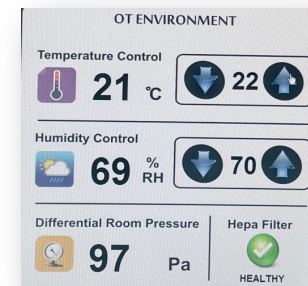 OT ENVIRONMENT
Temperature Control
21 °C 22
Humidity Control
69 % RH 70
Differential Room Pressure Hepa Filter
97 Pa
HEALTHY